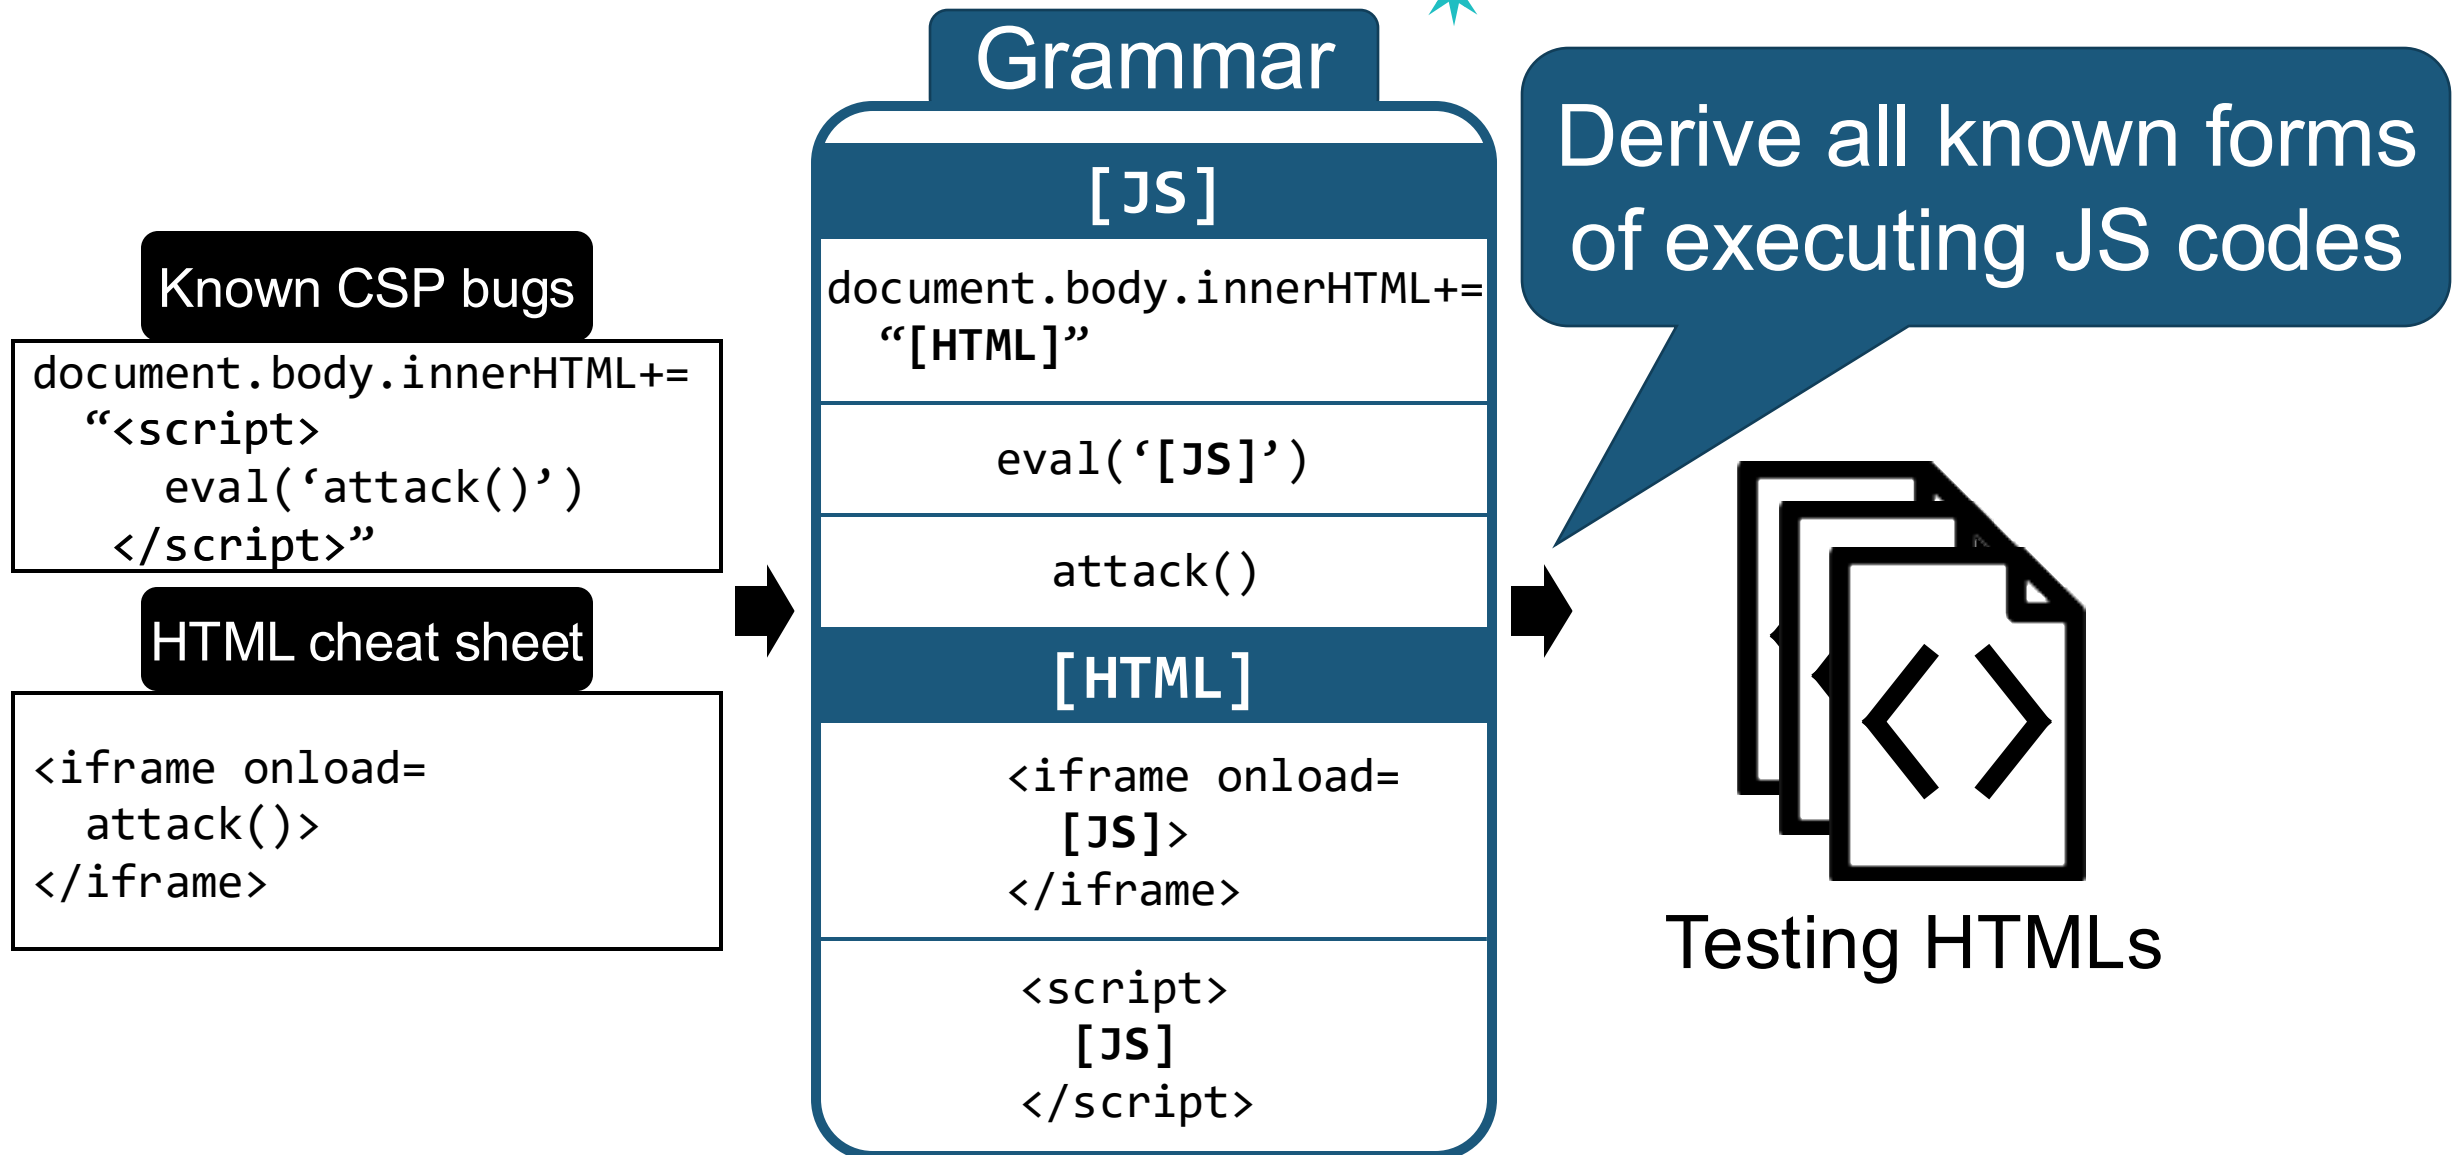 Known CSP bugs
document.body.innerHTML+=
“<script>
eval(‘attack()’)
</script>”
HTML cheat sheet
<iframe onload=
attack()>
</iframe>
Grammar
[JS]
document.body.innerHTML+=
“[HTML]”
eval(‘[JS]’)
attack()
[HTML]
<iframe onload=
[JS]>
</iframe>
<script>
[JS]
</script>
Derive all known forms
of executing JS codes
Testing HTMLs